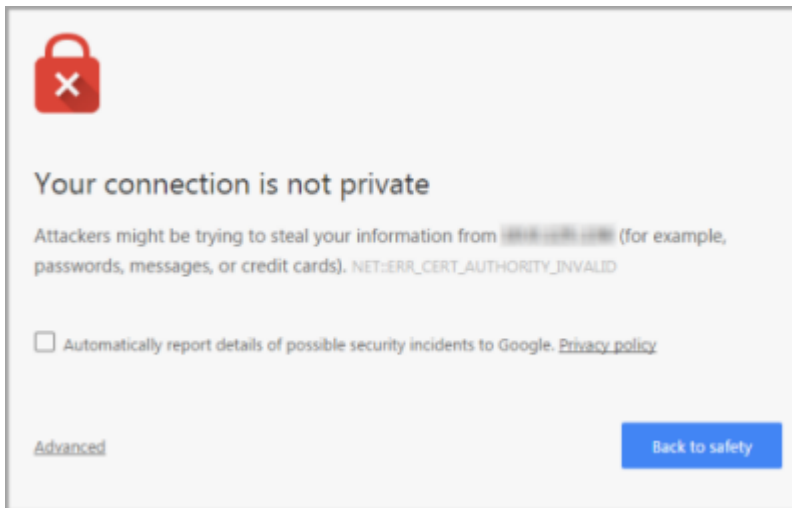 Your connection is not private
Attackers might be trying to steal your information from (for example,
passwords, messages, or credit cards). NET::ERR_CERT_AUTHORITY_INVALID
Automatically report details of possible security incidents to Google. Privacy policy
Advanced
Back to safety